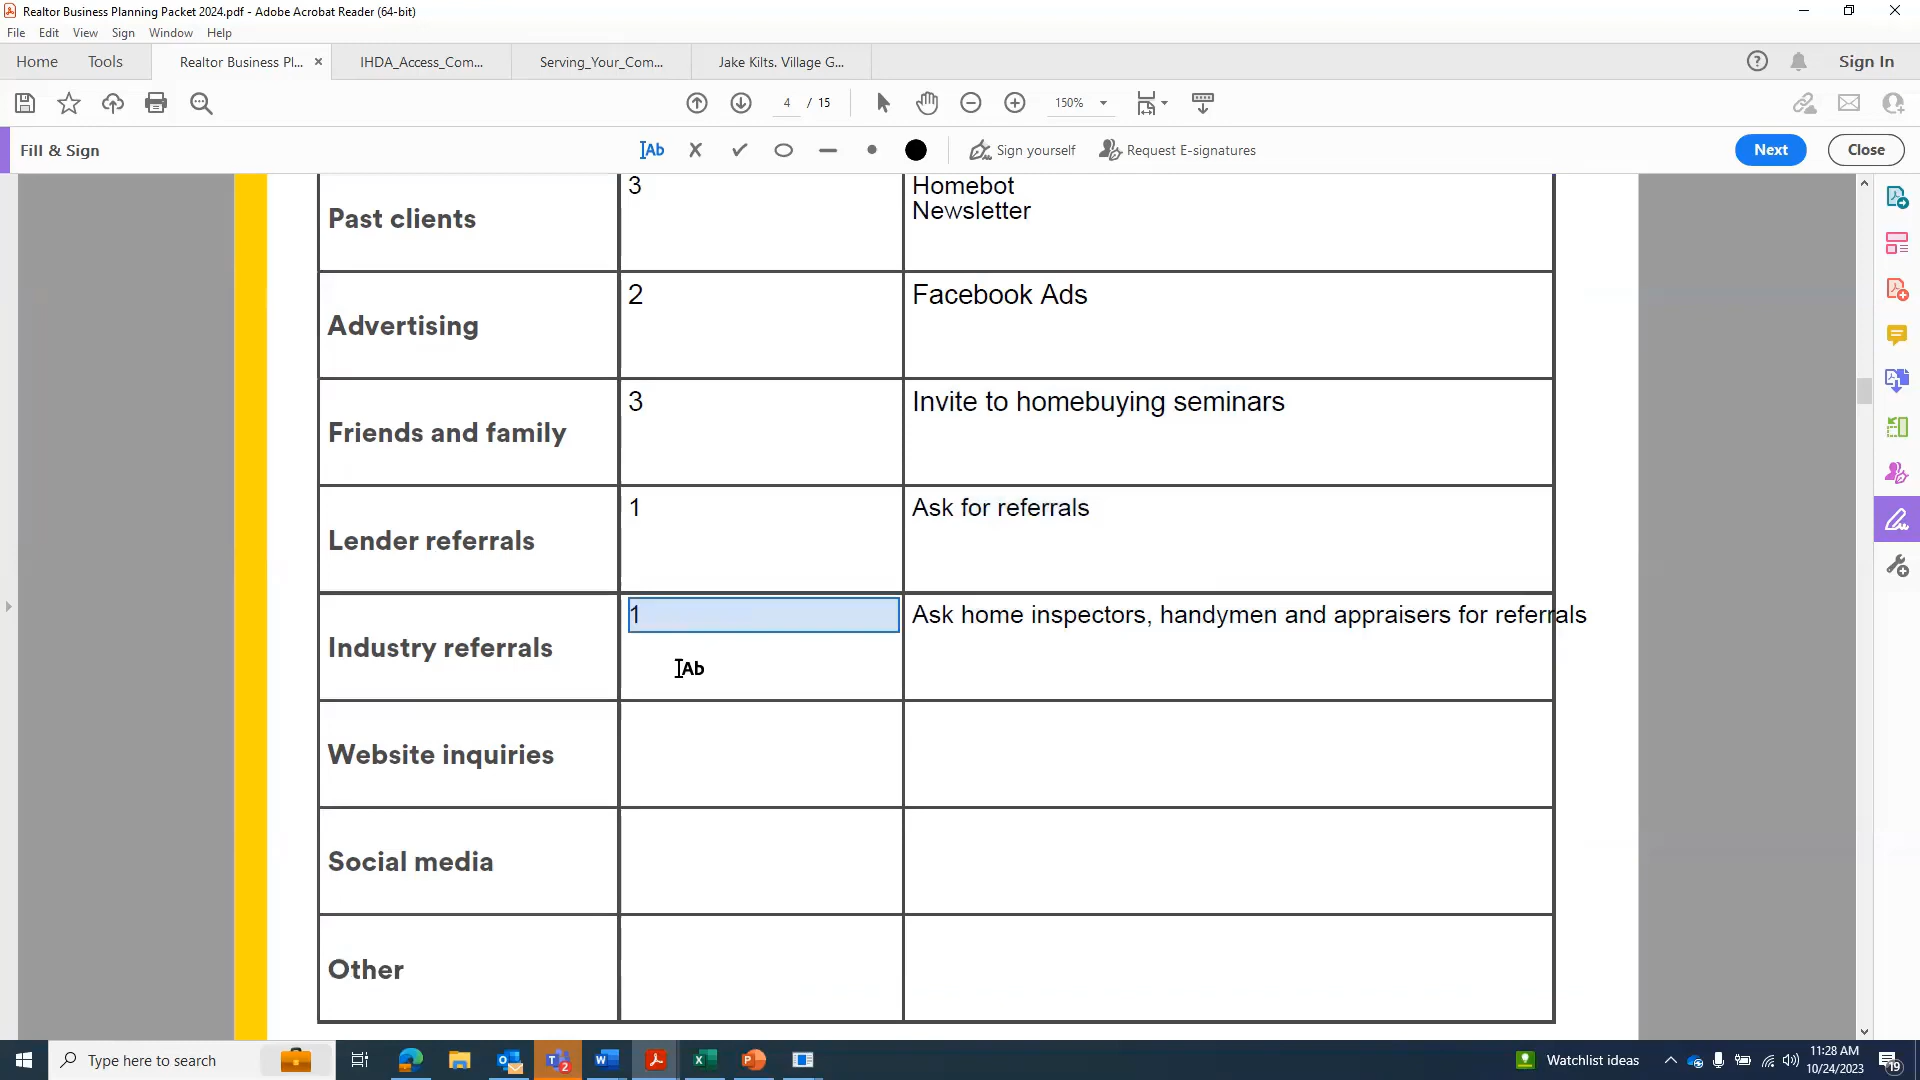 Realtor Business Planning Packet 2024.pdf - Adobe Acrobat Reader (64-bit)
File Edit View Sign Window Help
Home Tools Realtor Business Pl... × IHDA_Access_Com... Serving_Your_Com... Jake Kilts. Village G... Sign In
4 / 15 150%
Fill & Sign Ab Sign yourself Request E-signatures Next Close
Past clients 3 Homebot
Newsletter
Advertising 2 Facebook Ads
Friends and family 3 Invite to homebuying seminars
Lender referrals 1 Ask for referrals
Industry referrals 1 Ask home inspectors, handymen and appraisers for referrals
Ab
Website inquiries
Social media
Other
Type here to search Watchlist ideas 11:28 AM
10/24/2023
2
19